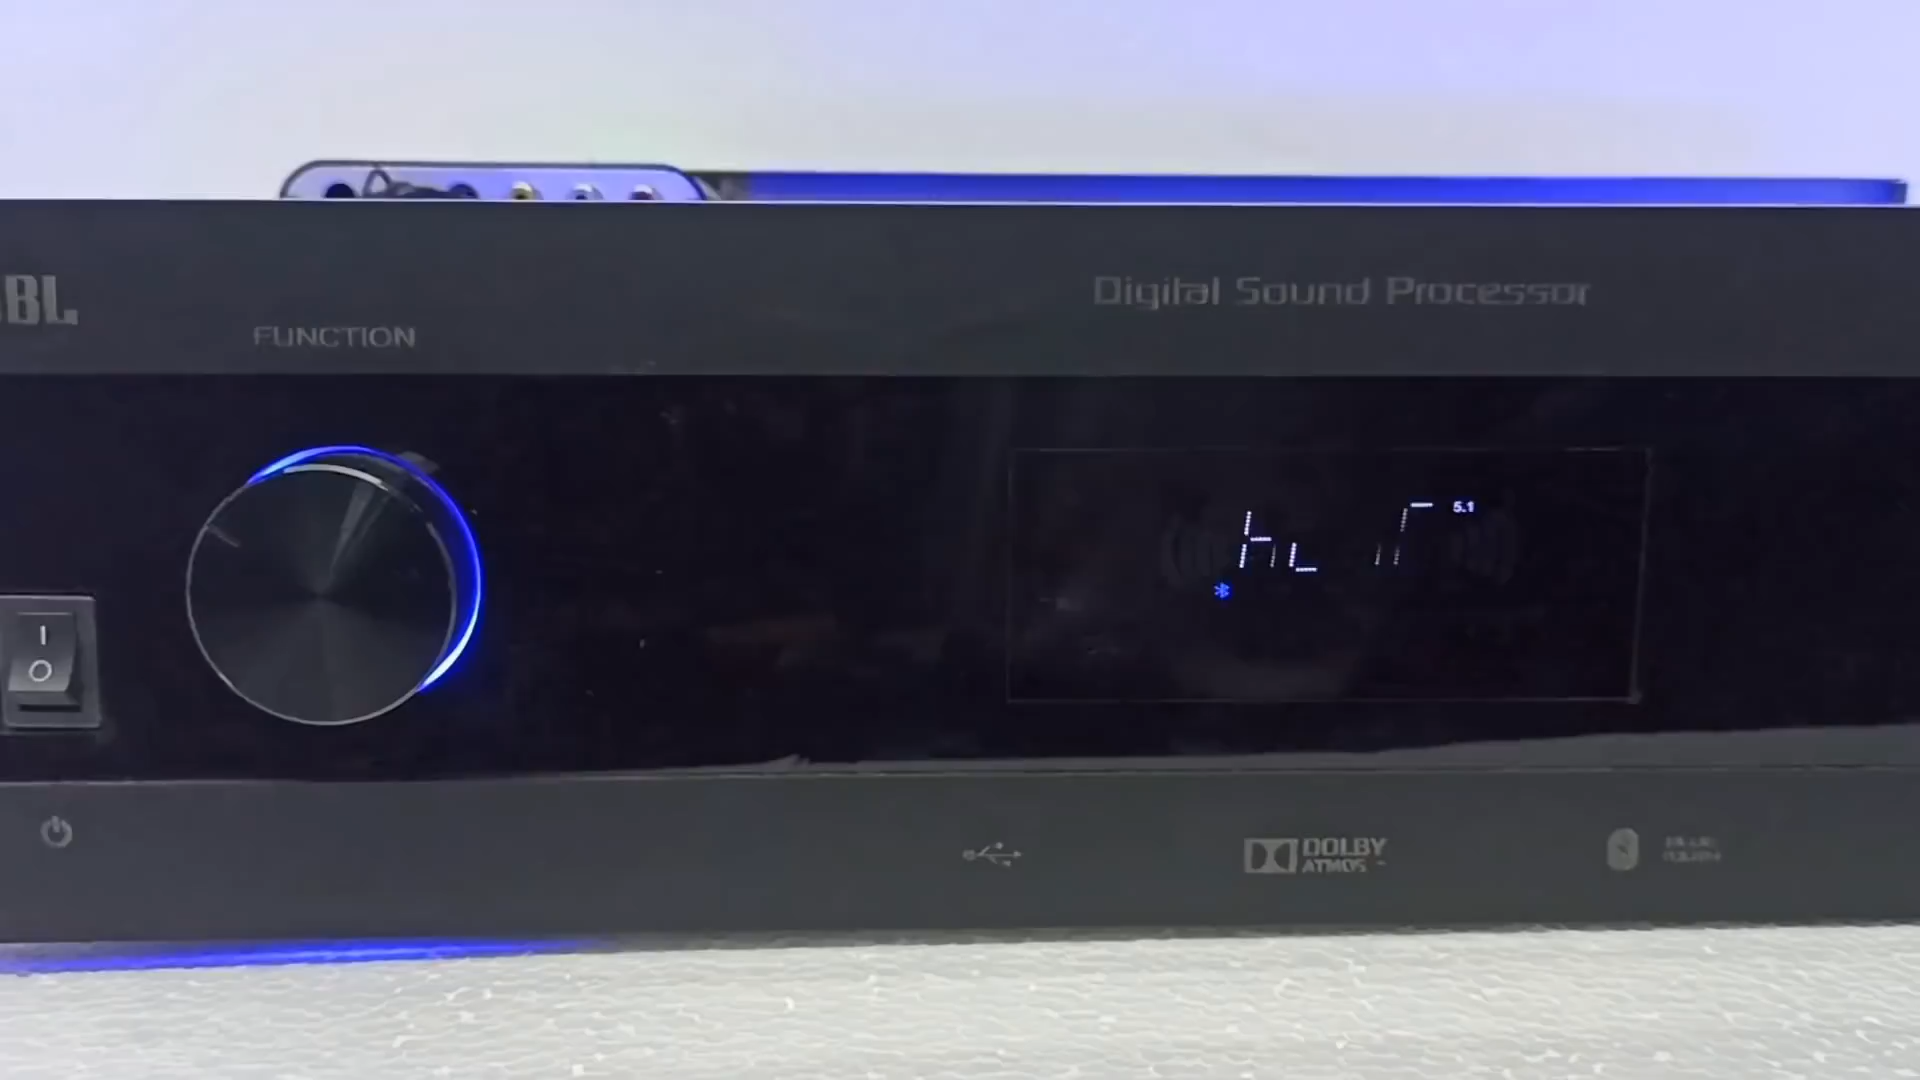 BL
FUNCTION
Digital Sound Processor
5.1
I
O
DOLBY
ATMOS